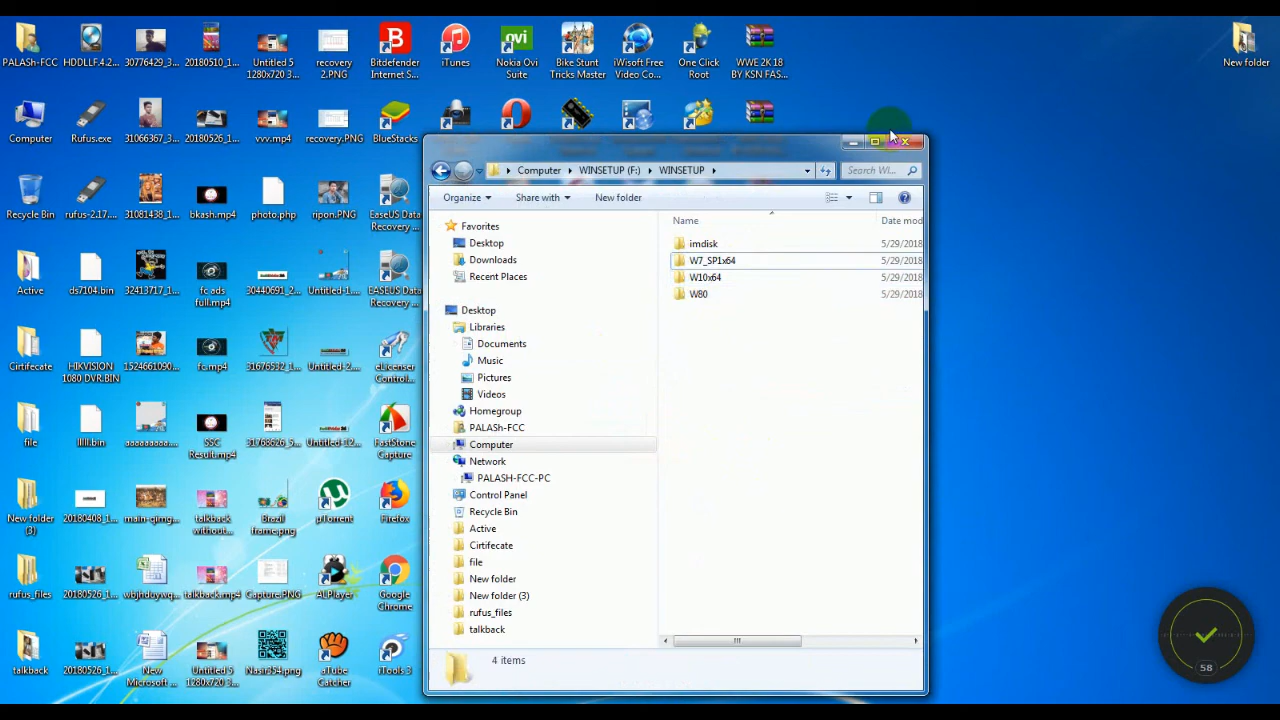 PALASh-FCC
HDDLLF.4.2...
30776429_3...
20180510_1...
Untitled 5
1280x720 3...
recovery
2.PNG
Bitdefender
Internet S...
iTunes
Nokia Ovi
Suite
Bike Stunt
Tricks Master
iWisoft Free
Video Co...
One Click
Root
WWE 2K 18
BY KSN FAS...
New folder
Computer
Rufus.exe
31066367_3...
20180526_1...
vvv.mp4
recovery.PNG
BlueStacks
Recycle Bin
rufus-2.17....
31081438_1...
bkash.mp4
photo.php
ripon.PNG
EaseUS Data
Recovery ...
Active
ds7104.bin
32413717_1...
fc ads
full.mp4
30440691_2...
Untitled-1....
EASEUS Data
Recovery ...
Cirtifecate
HIKVISION
1080 DVR.BIN
1524661090...
fc.mp4
31676532_1...
Untitled-2....
eLicenser
Control...
file
lllll.bin
aaaaaaaaa...
SSC
Result.mp4
31768626_5...
Untitled-12...
FastStone
Capture
New folder
(3)
20180408_1...
main-qimg...
talkback
without...
Brazil
frame.png
µTorrent
Firefox
rufus_files
20180526_1...
wbjhduywq...
talkback.mp4
Capture.PNG
ALPlayer
Google
Chrome
talkback
20180526_1...
New
Microsoft ...
Untitled 5
1280x720 3...
Nasir354.png
aTube
Catcher
iTools 3
Computer
WINSETUP (F:)
WINSETUP
Search WI...
Organize
Share with
New folder
Favorites
Desktop
Downloads
Recent Places
Desktop
Libraries
Documents
Music
Pictures
Videos
Homegroup
PALASh-FCC
Computer
Network
PALASH-FCC-PC
Control Panel
Recycle Bin
Active
Cirtifecate
file
New folder
New folder (3)
rufus_files
talkback
Name
Date mod
imdisk
5/29/2018
W7_SP1x64
5/29/2018
W10x64
5/29/2018
W80
5/29/2018
4 items
58